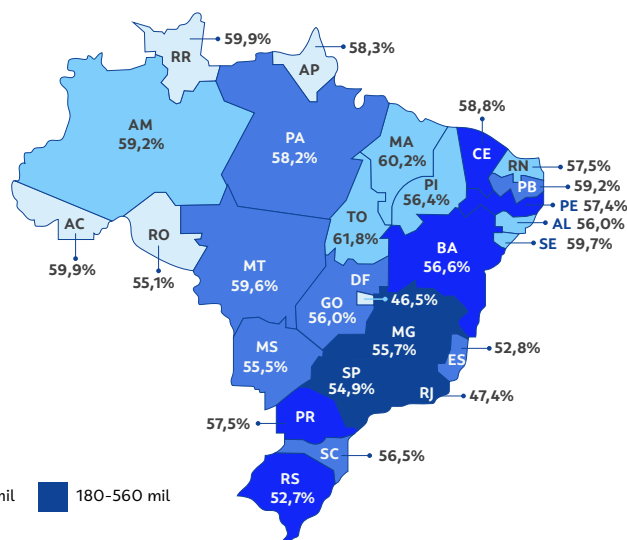 RR
59,9%
AP
58,3%
AM
59,2%
PA
58,2%
MA
60,2%
58,8%
CE
RN
57,5%
PI
56,4%
PB
59,2%
PE 57,4%
AL 56,0%
SE 59,7%
TO
61,8%
AC
59,9%
RO
55,1%
BA
56,6%
MT
59,6%
DF
46,5%
GO
56,0%
MG
55,7%
MS
55,5%
ES
52,8%
SP
54,9%
RJ
47,4%
PR
57,5%
SC
56,5%
RS
52,7%
mil
180-560 mil